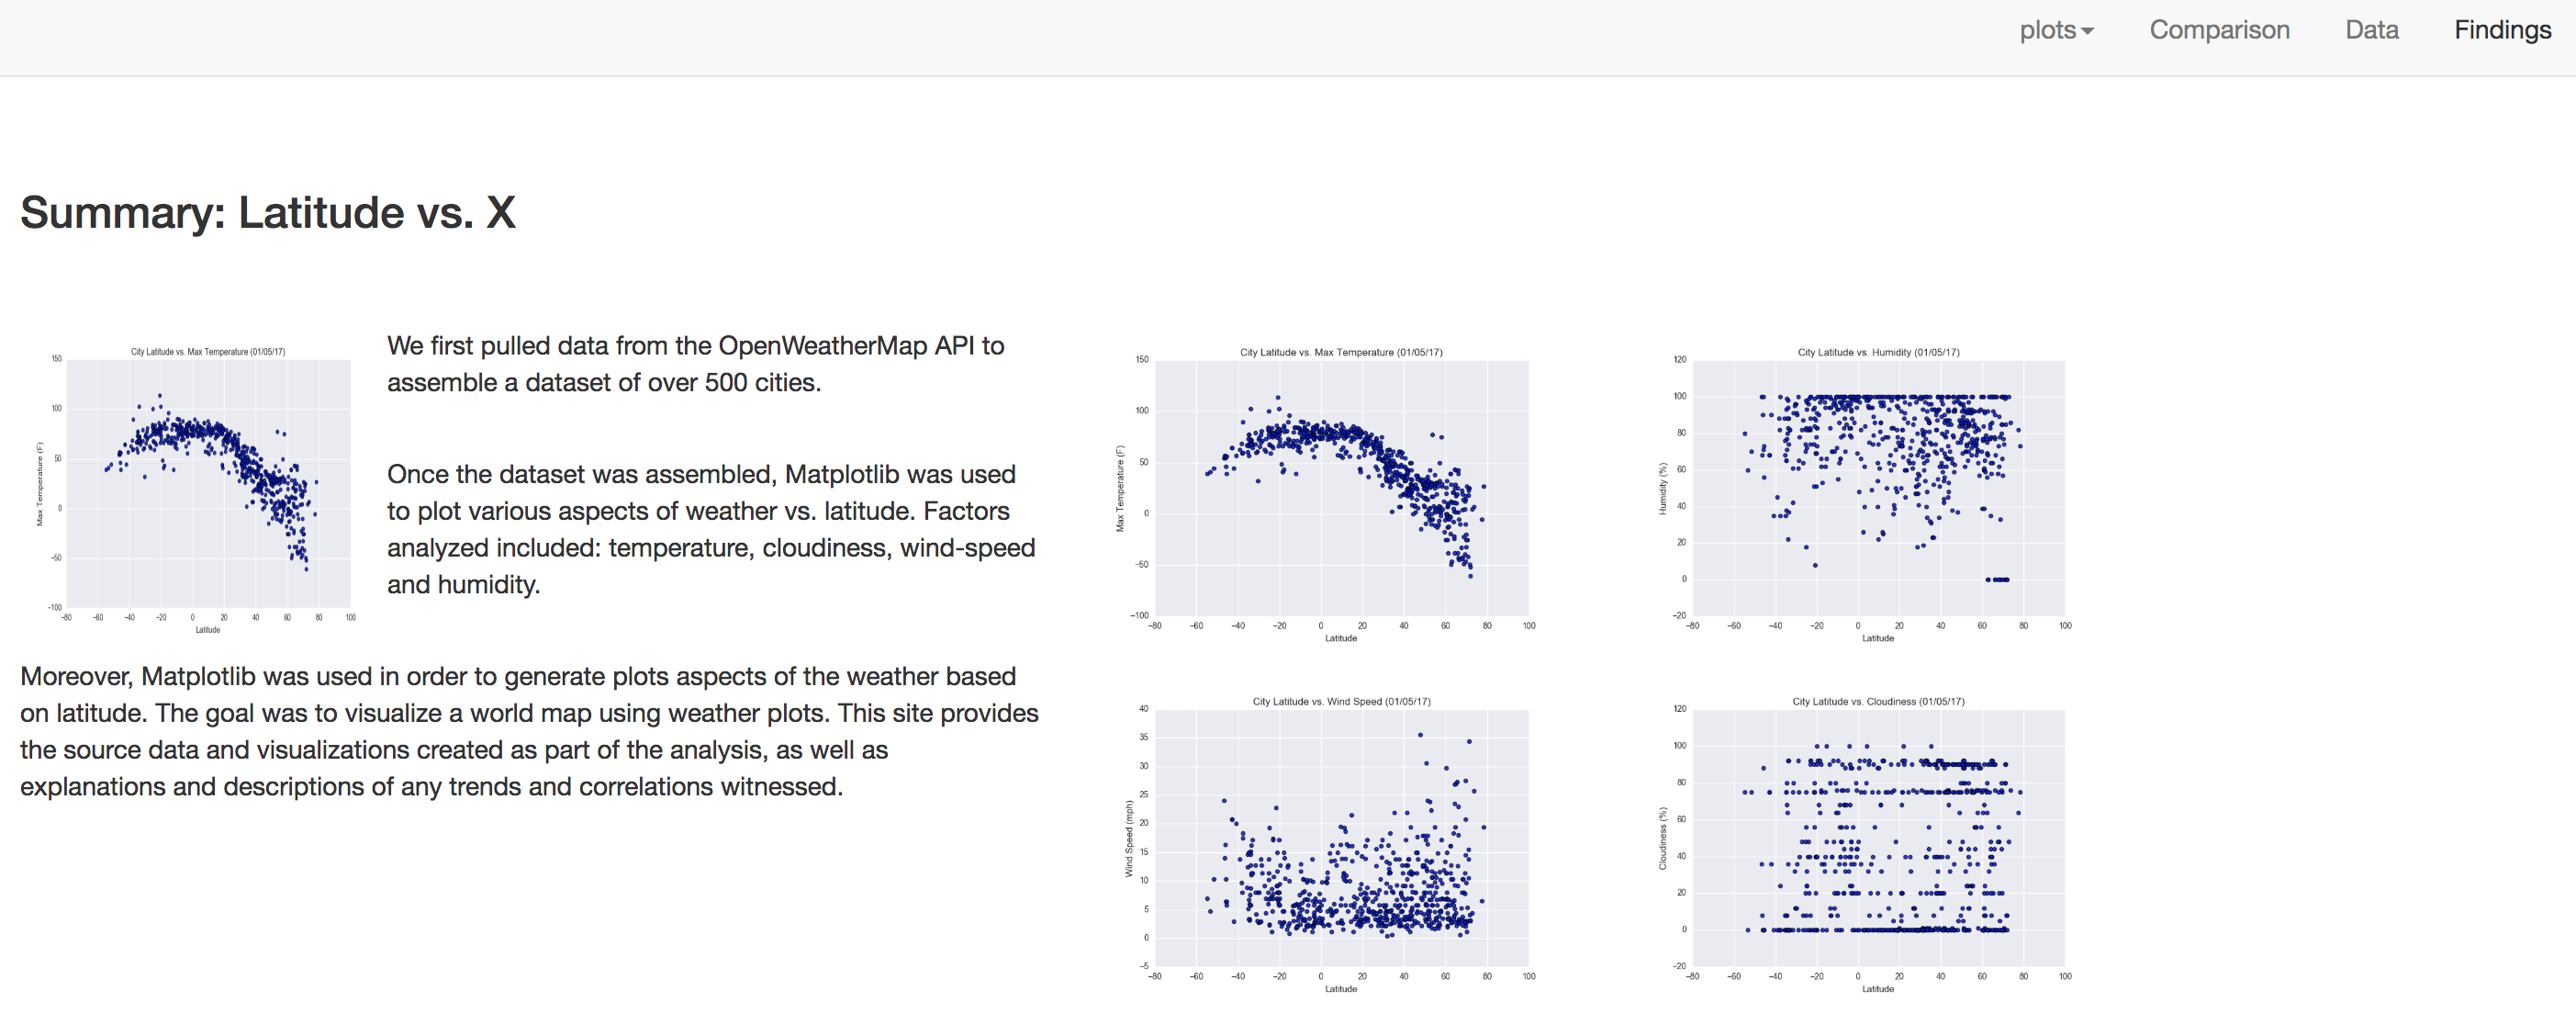 plots Comparison Data Findings
Summary: Latitude vs. X
City Latitude vs. Max Temperature (01/05/17)
150
100
50
0
−50
−100
Max Temperature (F)
−80 −60 −40 −20 0 20 40 60 80 100
Latitude
We first pulled data from the OpenWeatherMap API to
assemble a dataset of over 500 cities.
Once the dataset was assembled, Matplotlib was used
to plot various aspects of weather vs. latitude. Factors
analyzed included: temperature, cloudiness, wind-speed
and humidity.
Moreover, Matplotlib was used in order to generate plots aspects of the weather based
on latitude. The goal was to visualize a world map using weather plots. This site provides
the source data and visualizations created as part of the analysis, as well as
explanations and descriptions of any trends and correlations witnessed.
City Latitude vs. Max Temperature (01/05/17)
150
100
50
0
−50
−100
Max Temperature (F)
−80 −60 −40 −20 0 20 40 60 80 100
Latitude
City Latitude vs. Humidity (01/05/17)
120
100
80
60
40
20
0
−20
Humidity (%)
−80 −60 −40 −20 0 20 40 60 80 100
Latitude
City Latitude vs. Wind Speed (01/05/17)
40
35
30
25
20
15
10
5
0
−5
Wind Speed (mph)
−80 −60 −40 −20 0 20 40 60 80 100
Latitude
City Latitude vs. Cloudiness (01/05/17)
120
100
80
60
40
20
0
−20
Cloudiness (%)
−80 −60 −40 −20 0 20 40 60 80 100
Latitude